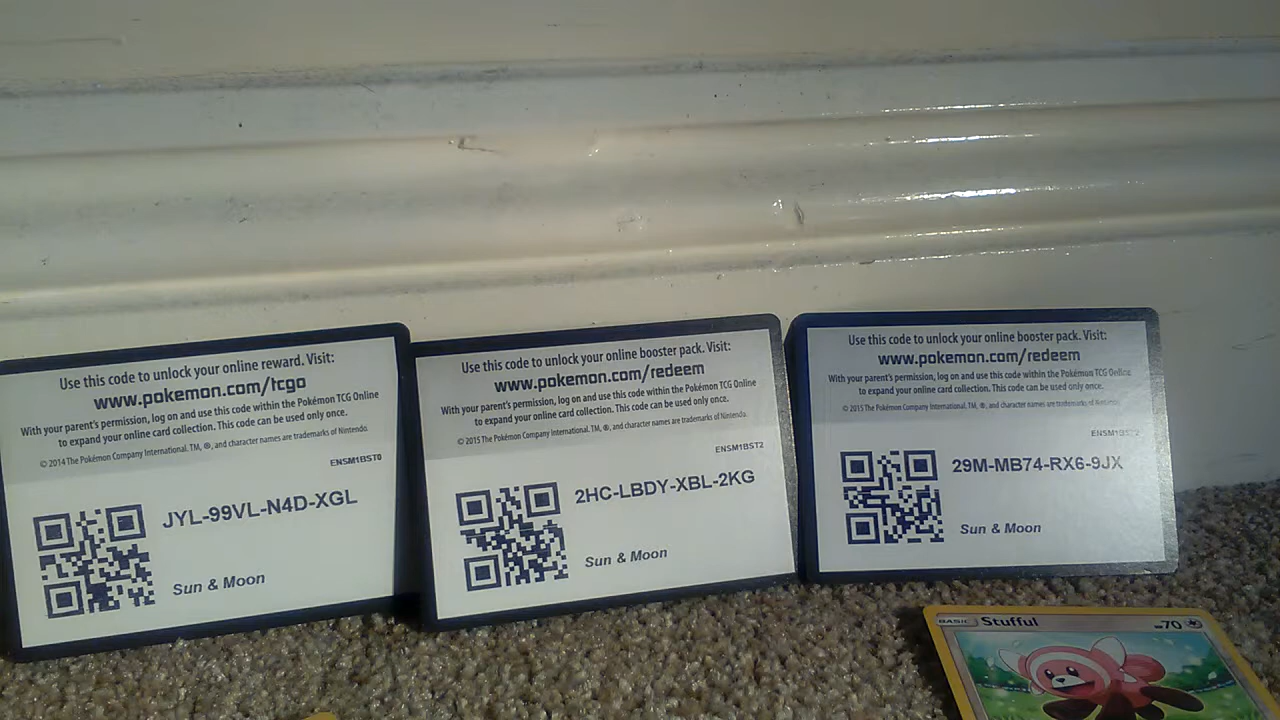 Use this code to unlock your online reward. Visit:
www.pokemon.com/tcgo
With your parent's permission, log on and use this code within the Pokémon TCG Online
to expand your online card collection. This code can be used only once.
© 2014 The Pokémon Company International. TM, ®, and character names are trademarks of Nintendo.
ENSM1BST0
JYL-99VL-N4D-XGL
Sun & Moon
Use this code to unlock your online booster pack. Visit:
www.pokemon.com/redeem
With your parent's permission, log on and use this code within the Pokémon TCG Online
to expand your online card collection. This code can be used only once.
© 2015 The Pokémon Company International. TM, ®, and character names are trademarks of Nintendo.
ENSM1BST2
2HC-LBDY-XBL-2KG
Sun & Moon
Use this code to unlock your online booster pack. Visit:
www.pokemon.com/redeem
With your parent's permission, log on and use this code within the Pokémon TCG Online
to expand your online card collection. This code can be used only once.
© 2015 The Pokémon Company International. TM, ®, and character names are trademarks of Nintendo.
ENSM1BST2
29M-MB74-RX6-9JX
Sun & Moon
BASIC Stufful HP70